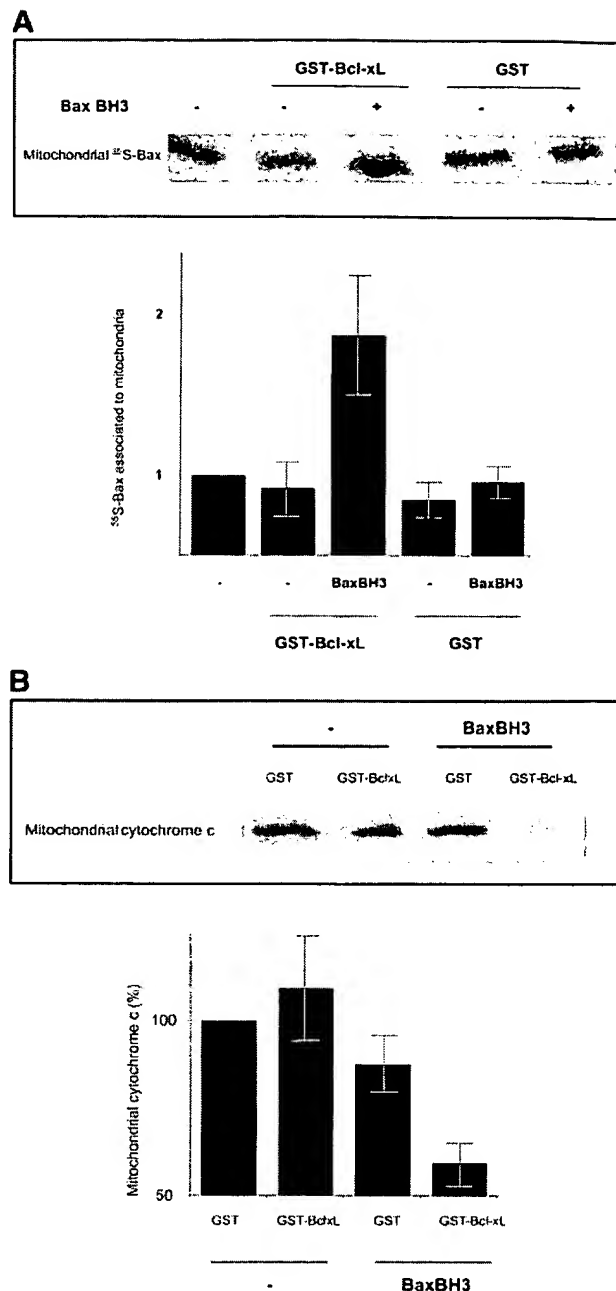 A
GST-Bcl-xL GST
Bax BH3 - - + - +
Mitochondrial ³⁵S-Bax
³⁵S-Bax associated to mitochondria
2
1
- - BaxBH3 - BaxBH3
GST-Bcl-xL GST
B
- BaxBH3
GST GST-BclxL GST GST-Bcl-xL
Mitochondrial cytochrome c
Mitochondrial cytochrome c (%)
100
50
GST GST-BclxL GST GST-Bcl-xL
- BaxBH3